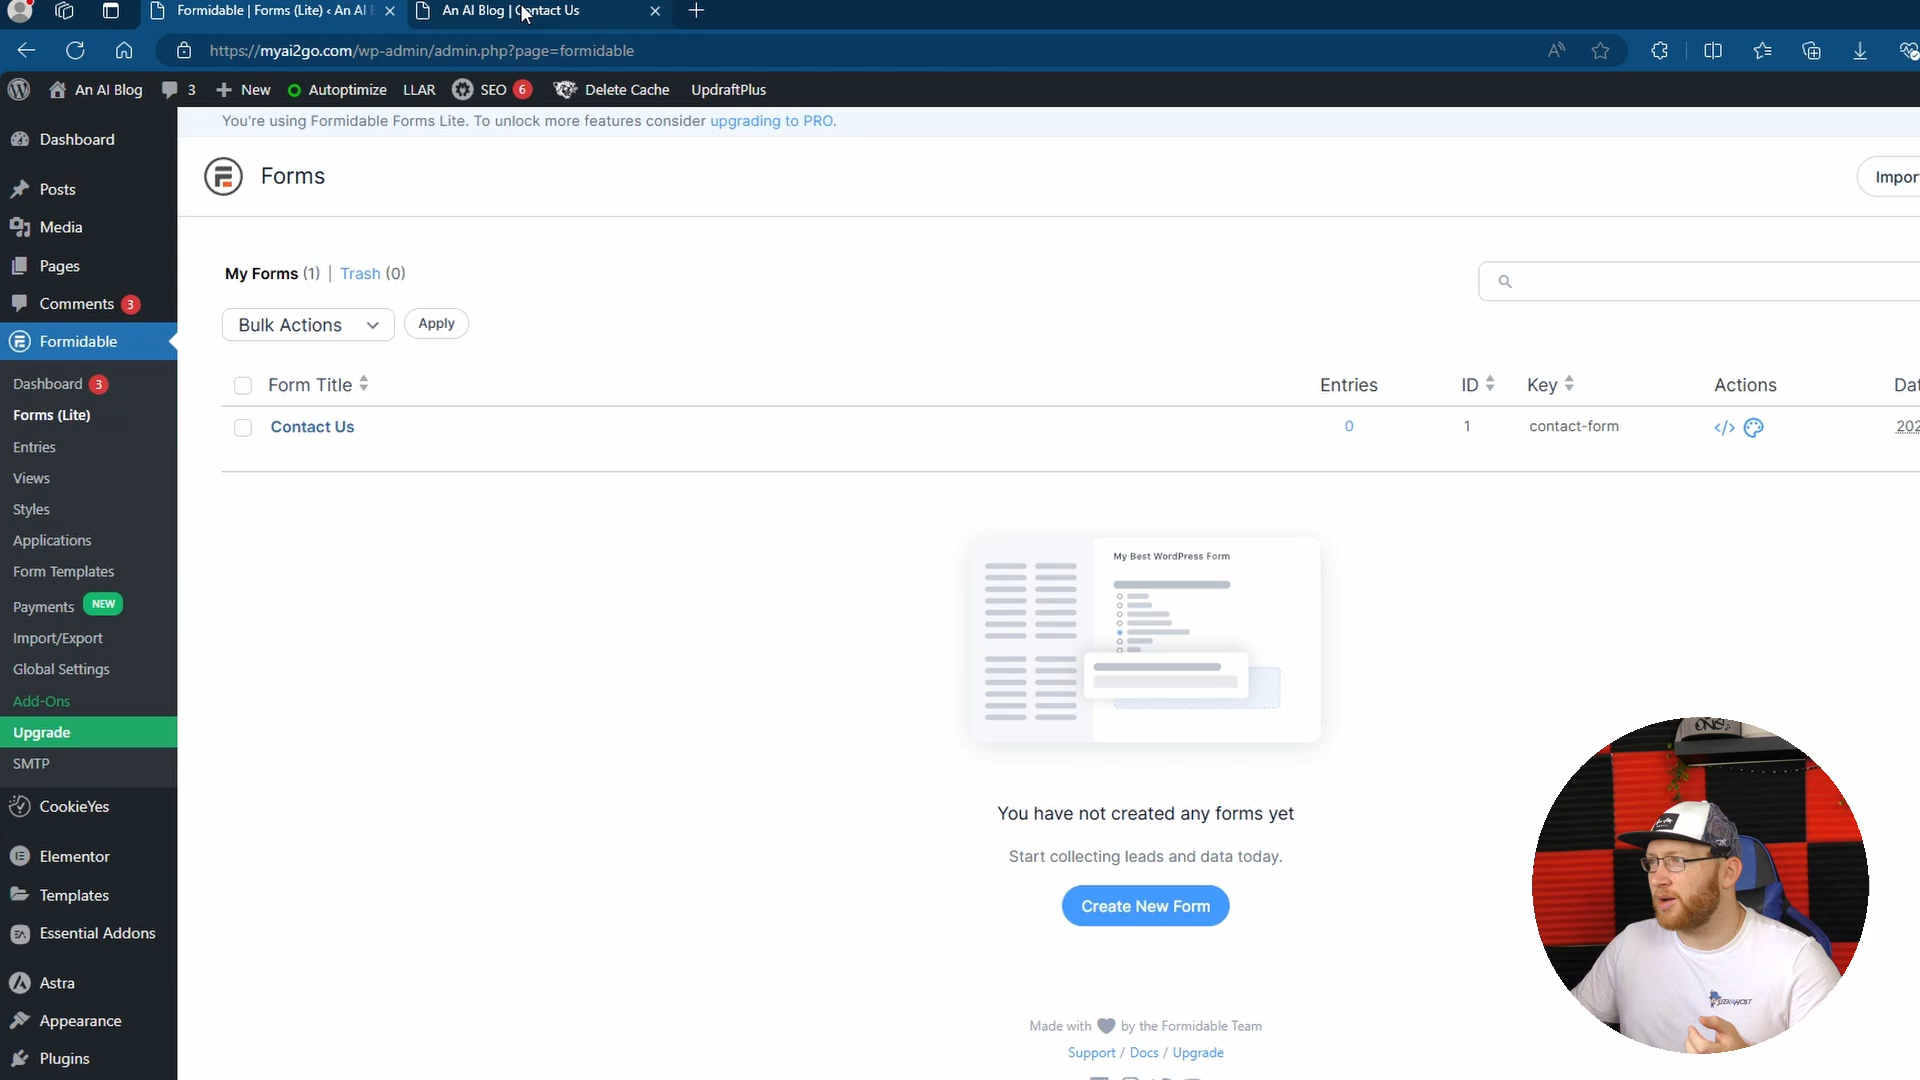 Formidable | Forms (Lite) ‹ An AI B
An AI Blog | Contact Us
https://myai2go.com/wp-admin/admin.php?page=formidable
An AI Blog 3 New Autoptimize LLAR SEO 6 Delete Cache UpdraftPlus
You're using Formidable Forms Lite. To unlock more features consider upgrading to PRO.
Dashboard
Posts
Media
Pages
Comments 3
Formidable
Dashboard 3
Forms (Lite)
Entries
Views
Styles
Applications
Form Templates
Payments NEW
Import/Export
Global Settings
Add-Ons
Upgrade
SMTP
CookieYes
Elementor
Templates
Essential Addons
Astra
Appearance
Plugins
Forms
Impor
My Forms (1) | Trash (0)
Bulk Actions Apply
Form Title Entries ID Key Actions Dat
Contact Us 0 1 contact-form </> 202
My Best WordPress Form
You have not created any forms yet
Start collecting leads and data today.
Create New Form
Made with by the Formidable Team
Support / Docs / Upgrade
SEEKAHOST